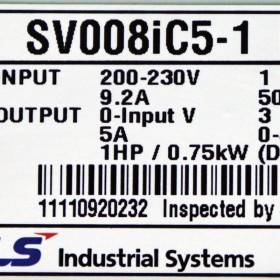 SV008iC5-1
INPUT 200-230V 1
9.2A 50
OUTPUT 0-Input V 3
5A 0-
1HP / 0.75kW (D
11110920232 Inspected by
LS Industrial Systems